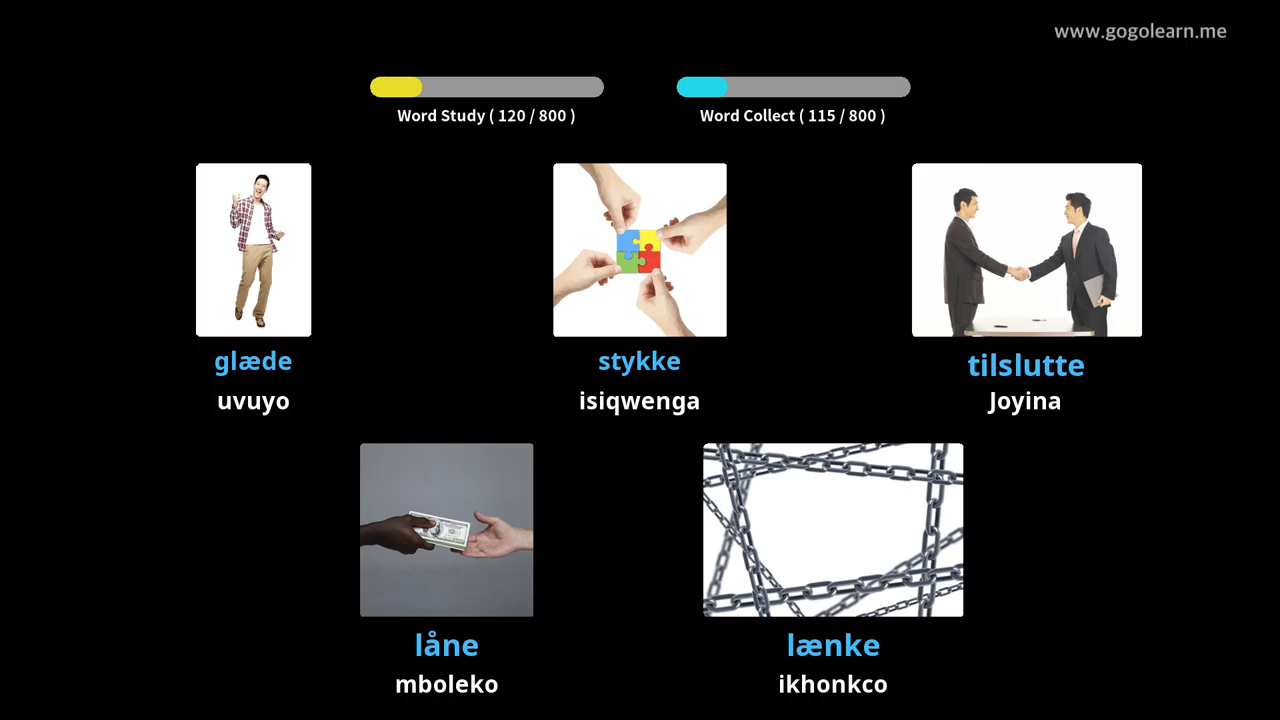 www.gogolearn.me
Word Study ( 120 / 800 )
Word Collect ( 115 / 800 )
glæde
uvuyo
stykke
isiqwenga
tilslutte
Joyina
låne
mboleko
lænke
ikhonkco